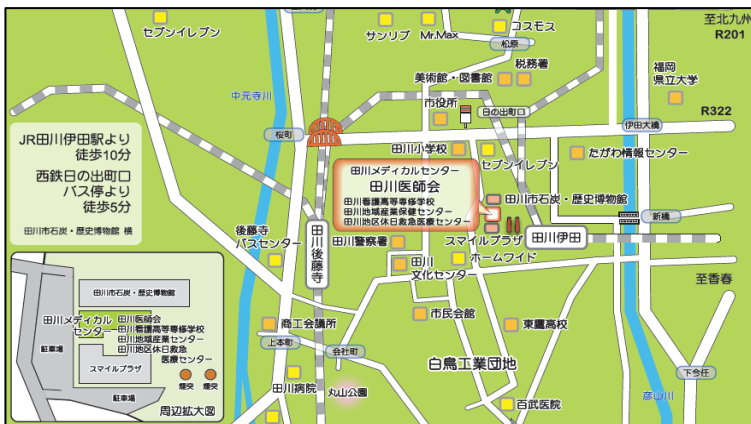 至北九州
R201
コスモス
セブンイレブン
サンリブ
Mr.Max
松原
税務署
美術館・図書館
福岡
県立大学
中元寺川
市役所
日の出町口
R322
桜町
伊田大橋
JR田川伊田駅より
徒歩10分
西鉄日の出町口
バス停より
徒歩5分
田川市石炭・歴史博物館 横
田川小学校
セブンイレブン
たがわ情報センター
田川メディカルセンター
田川医師会
田川看護高等専修学校
田川地域産業保健センター
田川地区休日救急医療センター
田川市石炭・歴史博物館
新橋
後藤寺
バスセンター
田川後藤寺
田川警察署
スマイルプラザ
田川伊田
田川
文化センター
ホームワイド
至香春
田川市石炭・歴史博物館
田川メディカル
センター
田川医師会
田川看護高等専修学校
田川地域産業センター
田川地区休日救急
医療センター
駐車場
スマイルプラザ
煙突
煙突
駐車場
周辺拡大図
商工会議所
市民会館
東鷹高校
上本町
会社町
白鳥工業団地
田川病院
丸山公園
下今任
彦山川
百武医院